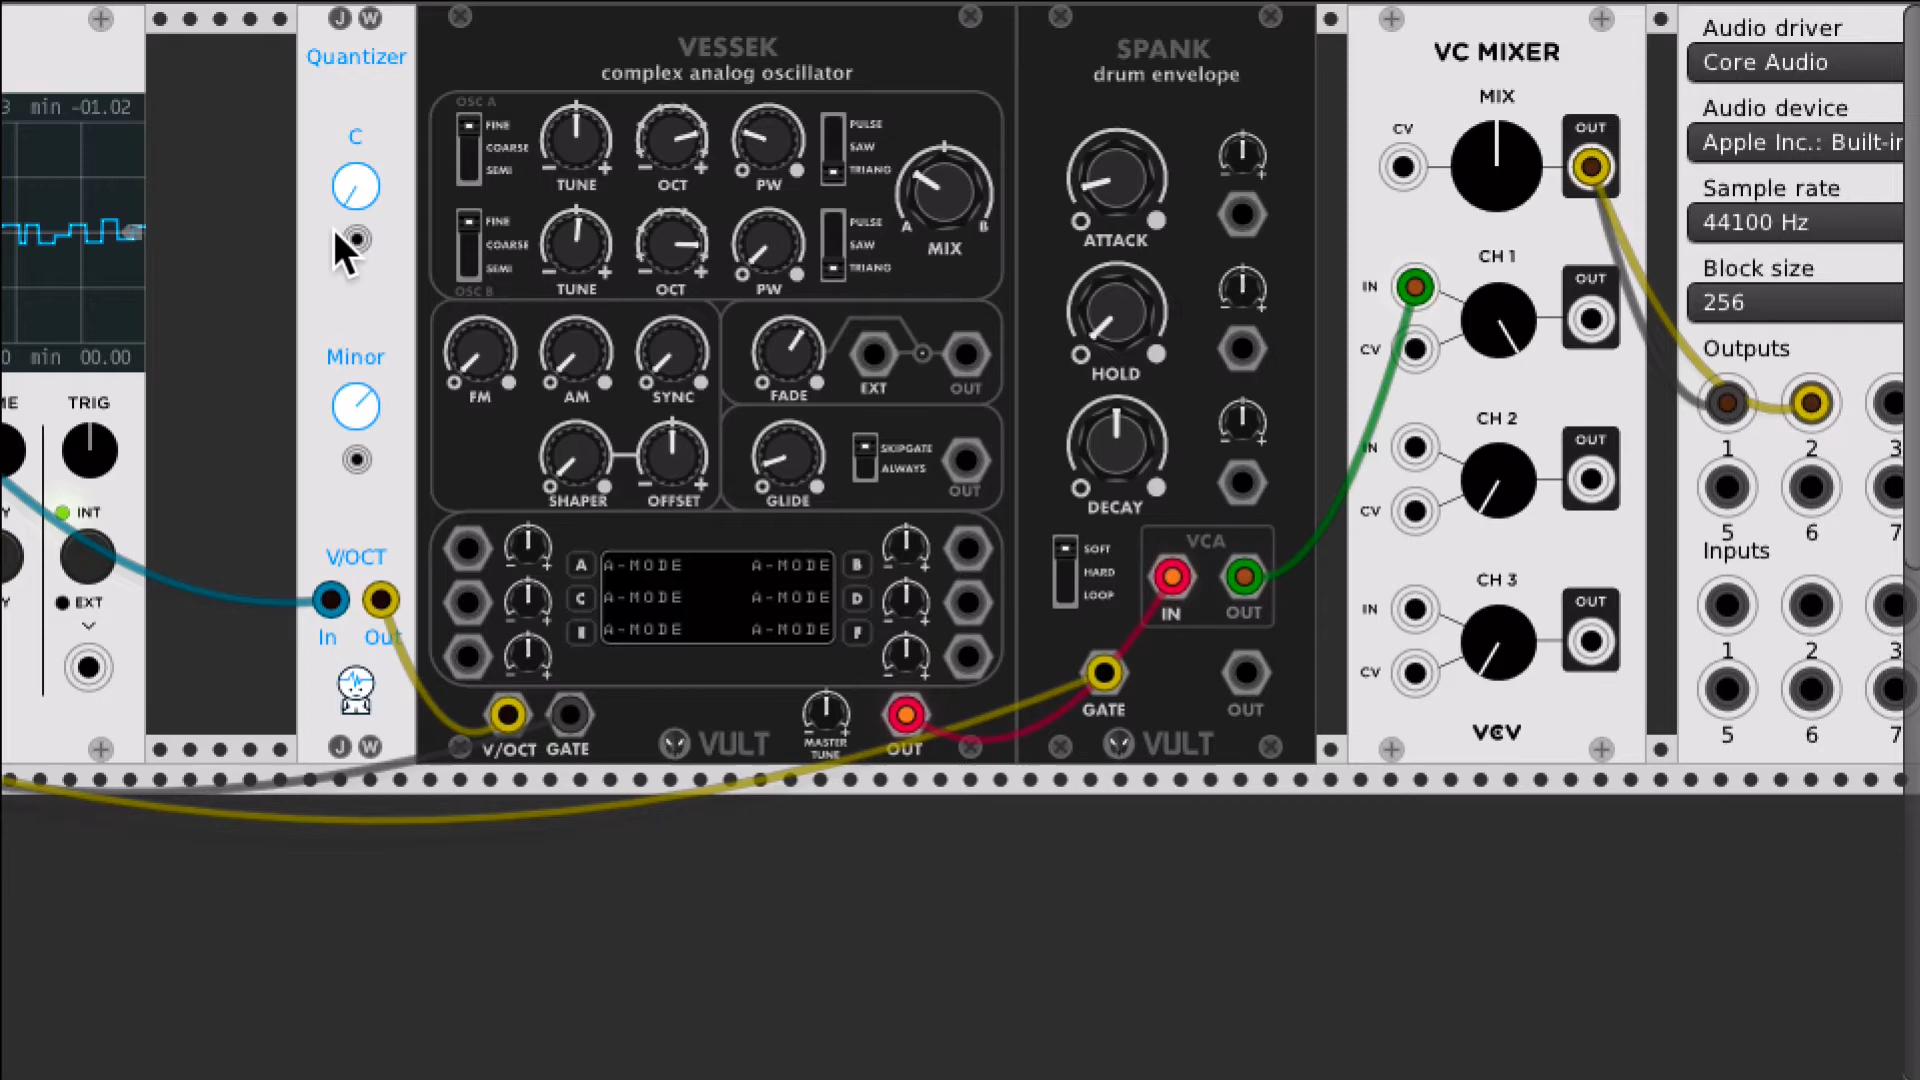 3 min -01.02
0 min 00.00
ME
TRIG
INT
EXT
J W
Quantizer
C
Minor
V/OCT
In Out
J W
VESSEK
complex analog oscillator
OSC A
FINE
COARSE
SEMI
TUNE
OCT
PW
PULSE
SAW
TRIANG
A B
MIX
FINE
COARSE
SEMI
OSC B
TUNE
OCT
PW
PULSE
SAW
TRIANG
FM
AM
SYNC
FADE
EXT
OUT
SHAPER
OFFSET
GLIDE
SKIPGATE
ALWAYS
OUT
A A-MODE A-MODE B
C A-MODE A-MODE D
E A-MODE A-MODE F
V/OCT
GATE
VULT
MASTER
TUNE
OUT
SPANK
drum envelope
ATTACK
HOLD
DECAY
SOFT
HARD
LOOP
VCA
IN
OUT
GATE
OUT
VULT
VC MIXER
MIX
CV
OUT
CH 1
IN
CV
OUT
CH 2
IN
CV
OUT
CH 3
IN
CV
OUT
VCV
Audio driver
Core Audio
Audio device
Apple Inc.: Built-in
Sample rate
44100 Hz
Block size
256
Outputs
1 2 3
5 6 7
Inputs
1 2 3
5 6 7